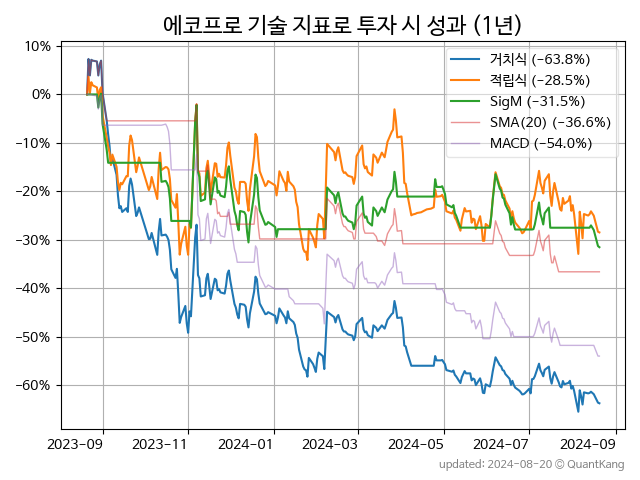 에코프로 기술 지표로 투자 시 성과 (1년)
10%
0%
−10%
−20%
−30%
−40%
−50%
−60%
거치식 (−63.8%)
적립식 (−28.5%)
SigM (−31.5%)
SMA(20) (−36.6%)
MACD (−54.0%)
2023-09 2023-11 2024-01 2024-03 2024-05 2024-07 2024-09
updated: 2024-08-20 © QuantKang